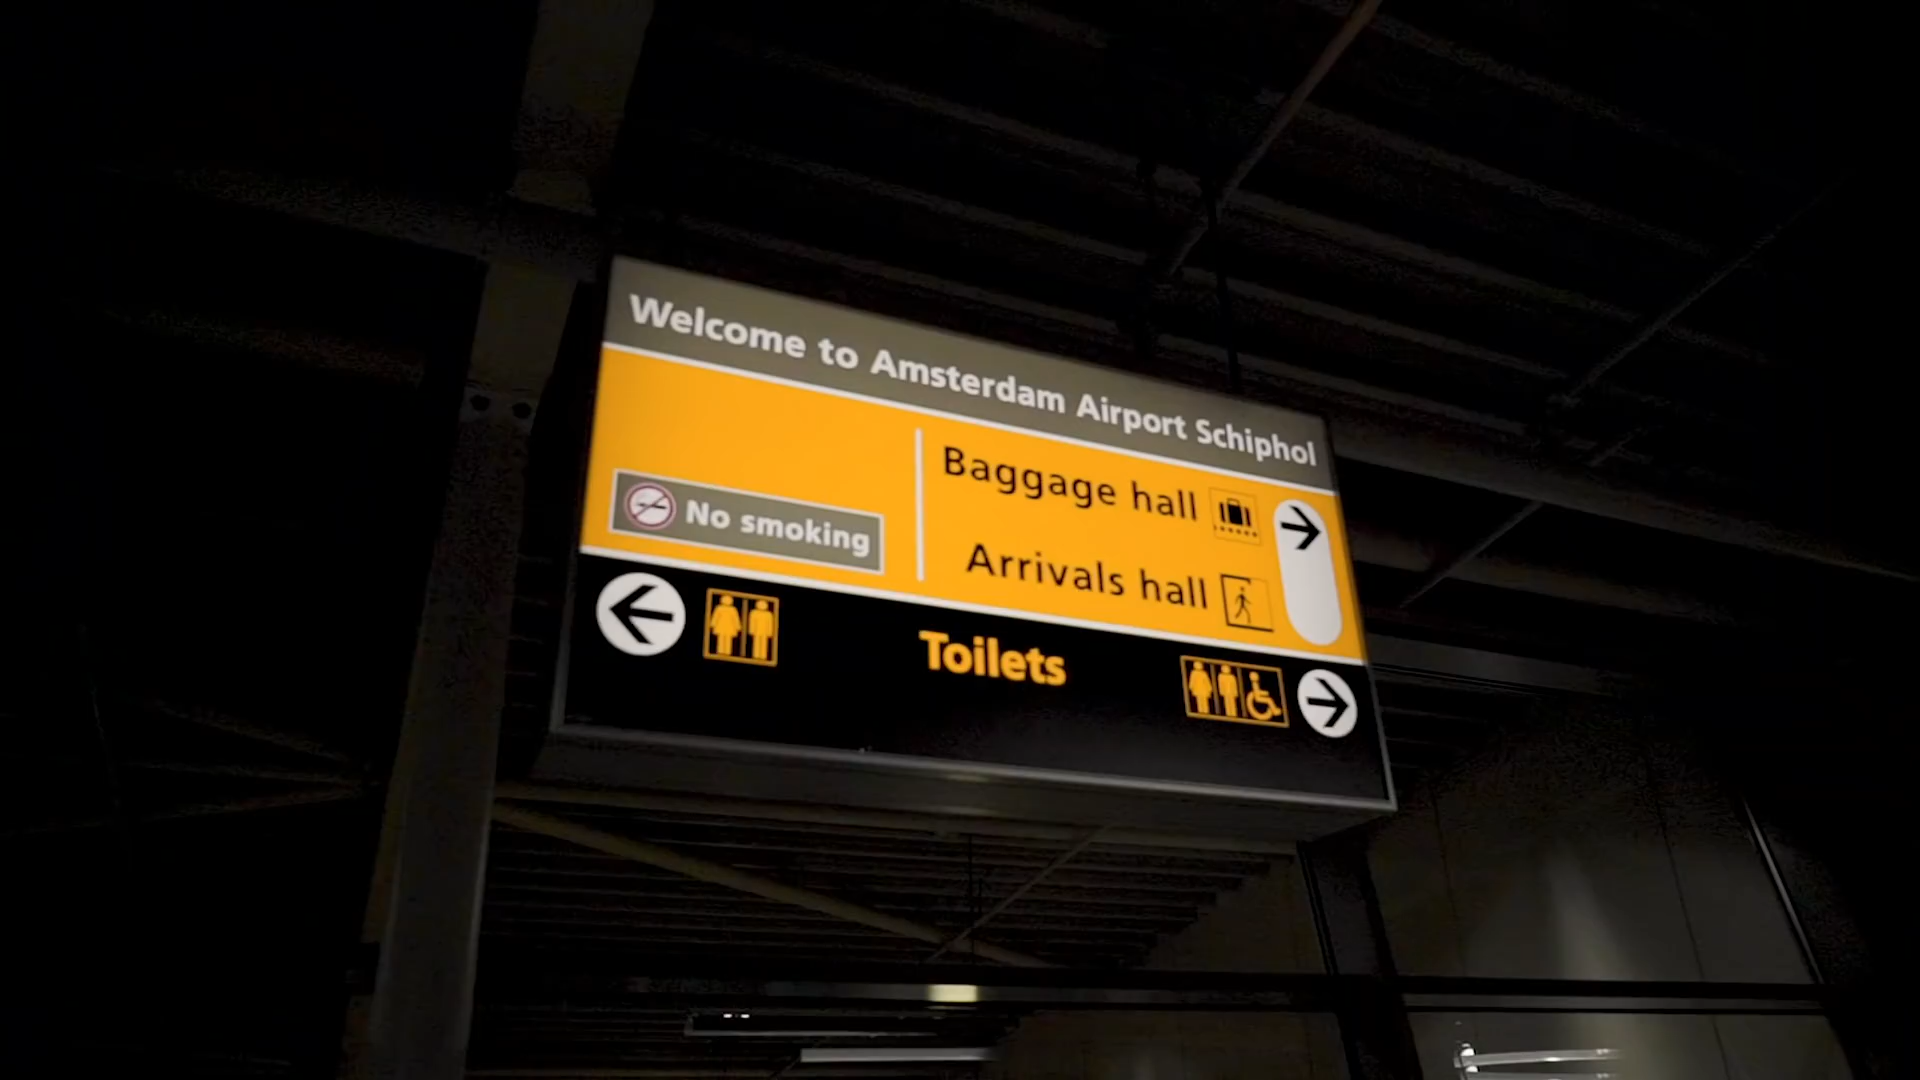 Welcome to Amsterdam Airport Schiphol
Baggage hall
No smoking
Arrivals hall
Toilets